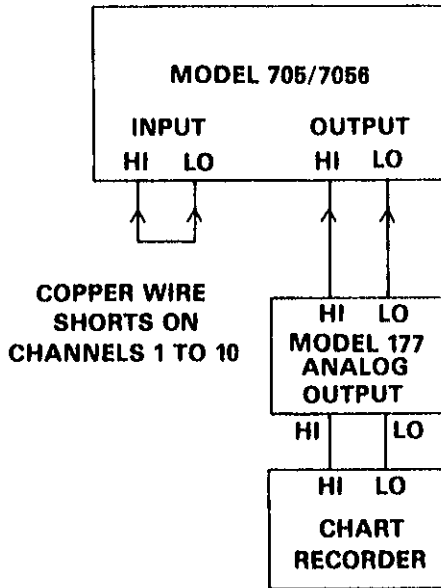 MODEL 705/7056
INPUT OUTPUT
HI LO HI LO
COPPER WIRE
SHORTS ON
CHANNELS 1 TO 10
HI LO
MODEL 177
ANALOG
OUTPUT
HI LO
HI LO
CHART
RECORDER